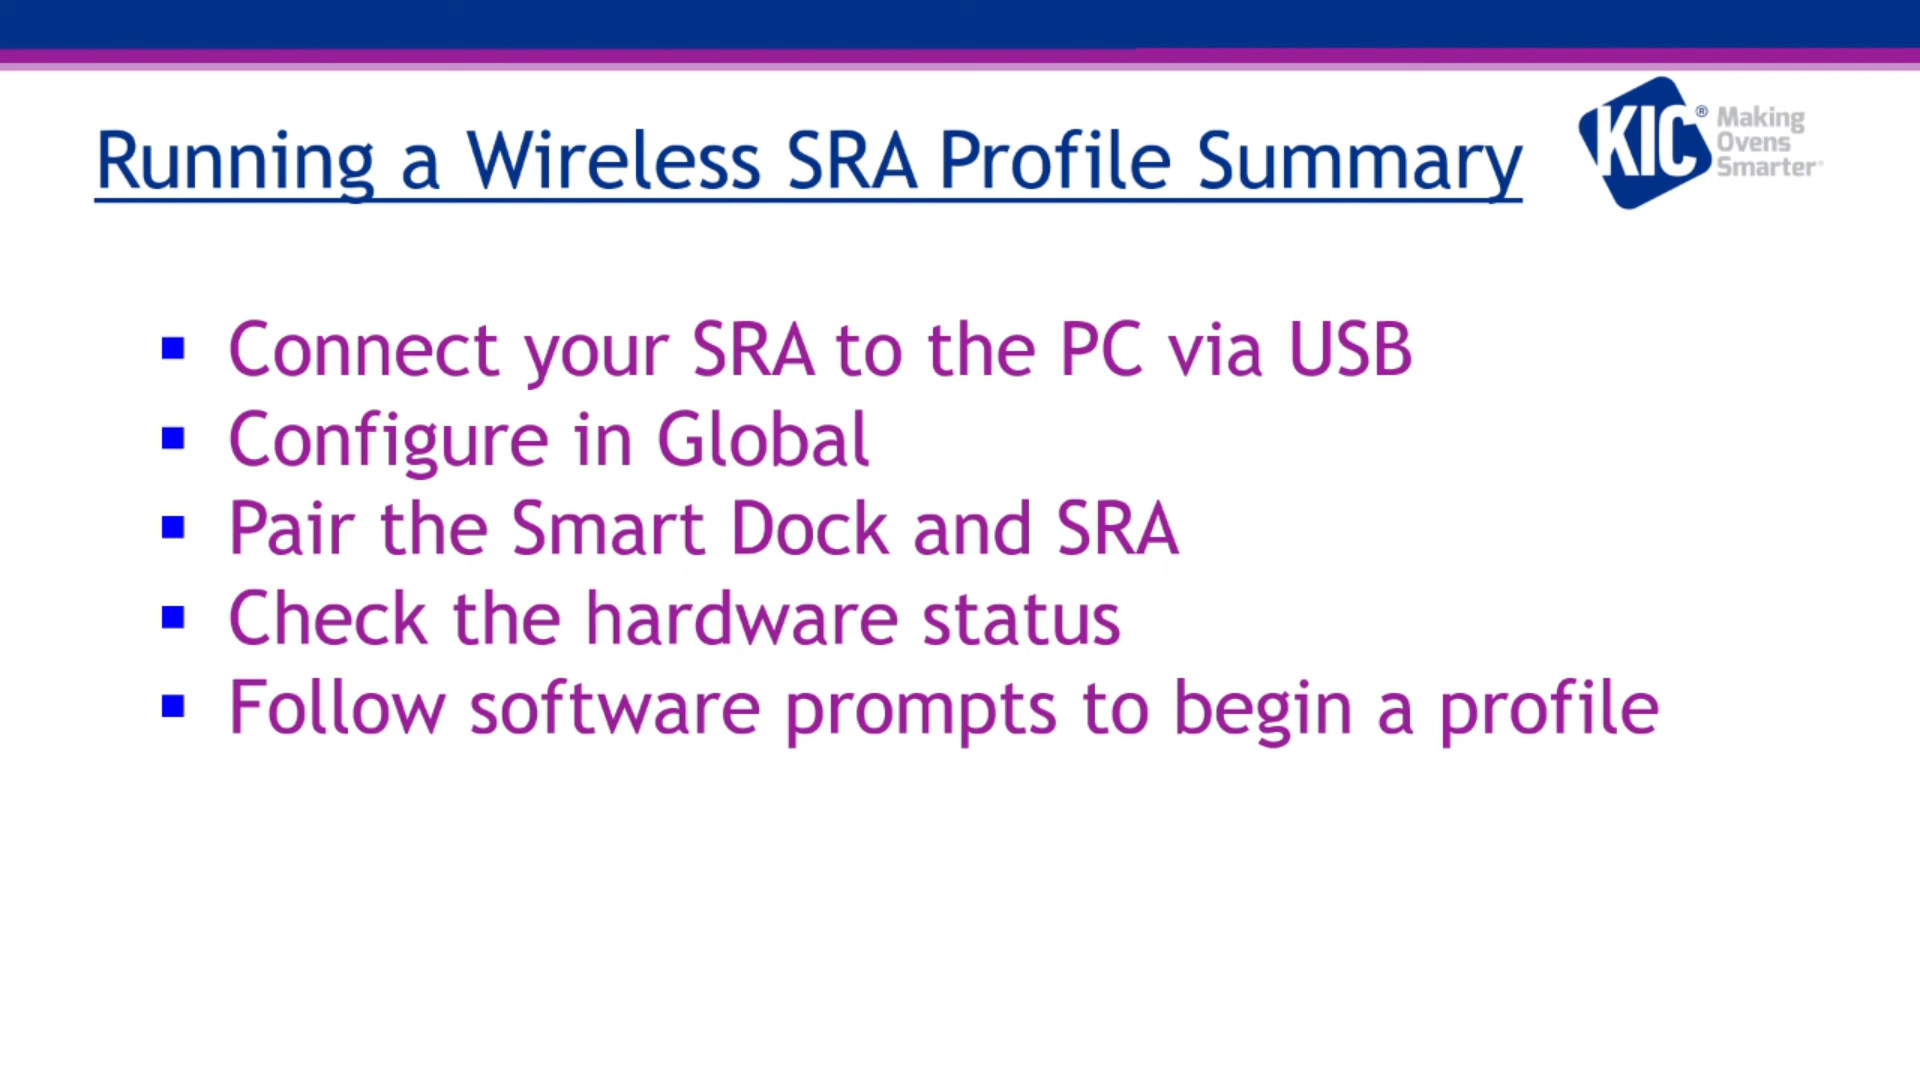 Running a Wireless SRA Profile Summary
KIC®
Making
Ovens
Smarter®
Connect your SRA to the PC via USB
Configure in Global
Pair the Smart Dock and SRA
Check the hardware status
Follow software prompts to begin a profile